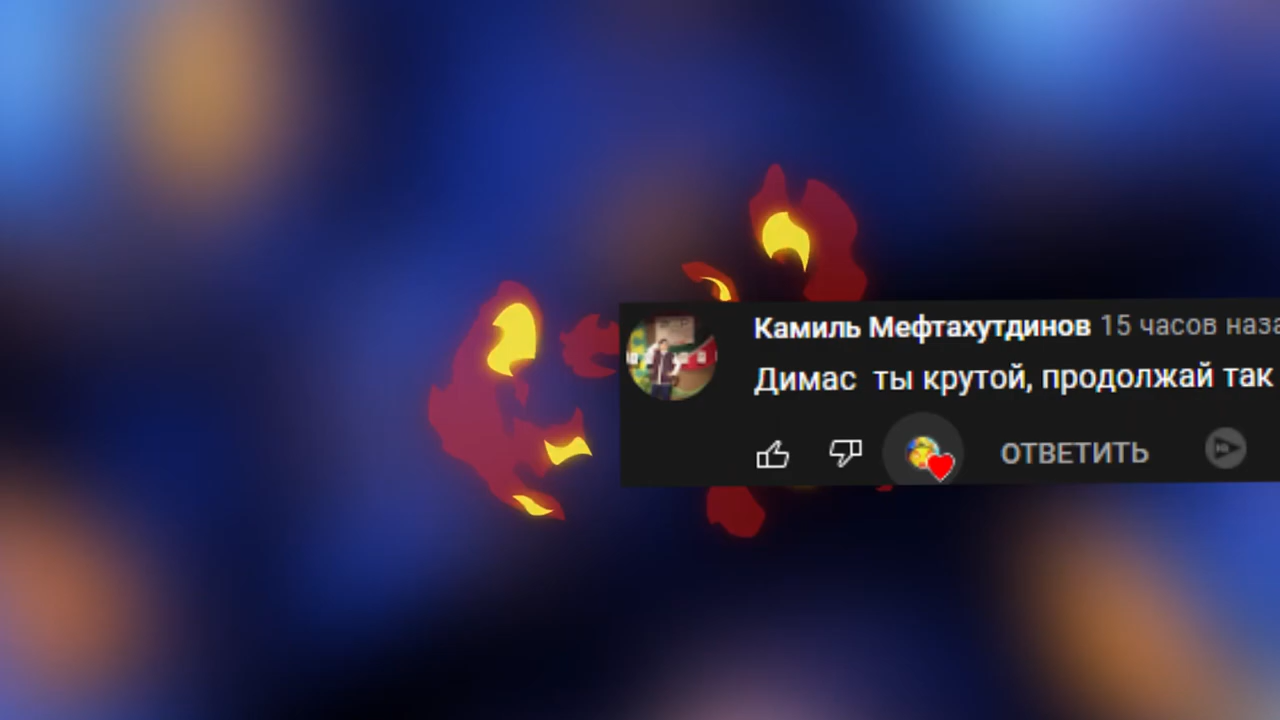 Камиль Мефтахутдинов 15 часов наза
Димас ты крутой, продолжай так
ОТВЕТИТЬ